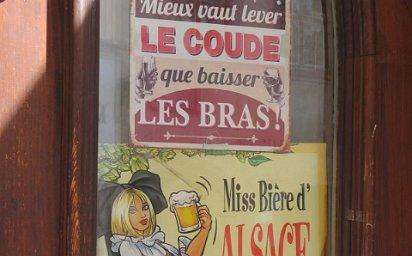 Mieux vaut lever
LE COUDE
que baisser
LES BRAS!
Miss Bière d'
ALSACE